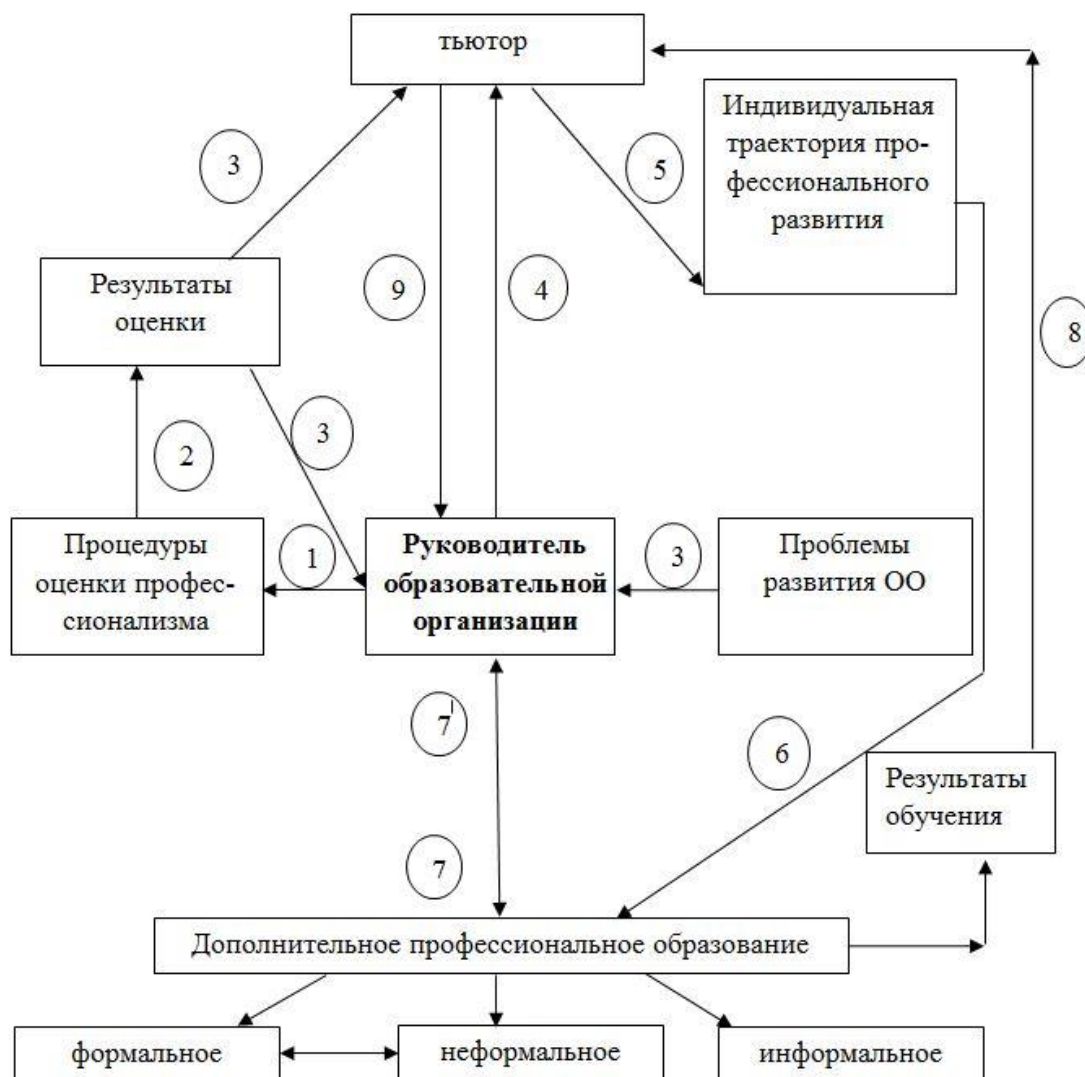 тьютор
Индивидуальная
траектория про-
фессионального
развития
3
5
Результаты
оценки
9
4
8
3
2
Процедуры
оценки профес-
сионализма
1
Руководитель
образовательной
организации
3
Проблемы
развития ОО
7ˡ
6
Результаты
обучения
7
Дополнительное профессиональное образование
формальное
неформальное
информальное